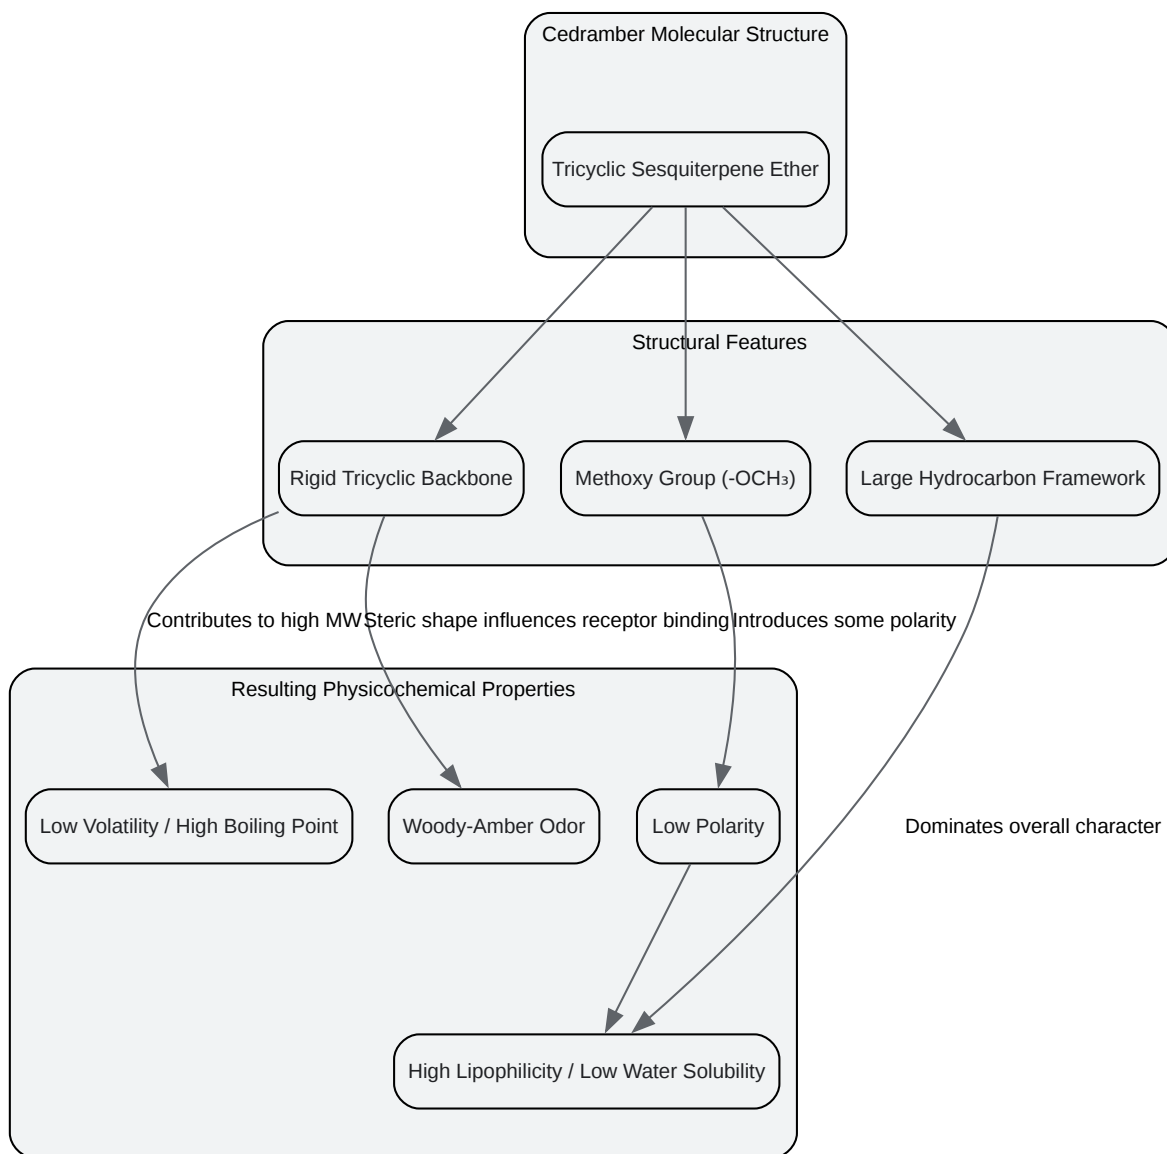 Cedramber Molecular Structure
Tricyclic Sesquiterpene Ether
Structural Features
Rigid Tricyclic Backbone
Methoxy Group (-OCH₃)
Large Hydrocarbon Framework
Contributes to high MW
Steric shape influences receptor binding
Introduces some polarity
Resulting Physicochemical Properties
Low Volatility / High Boiling Point
Woody-Amber Odor
Low Polarity
Dominates overall character
High Lipophilicity / Low Water Solubility